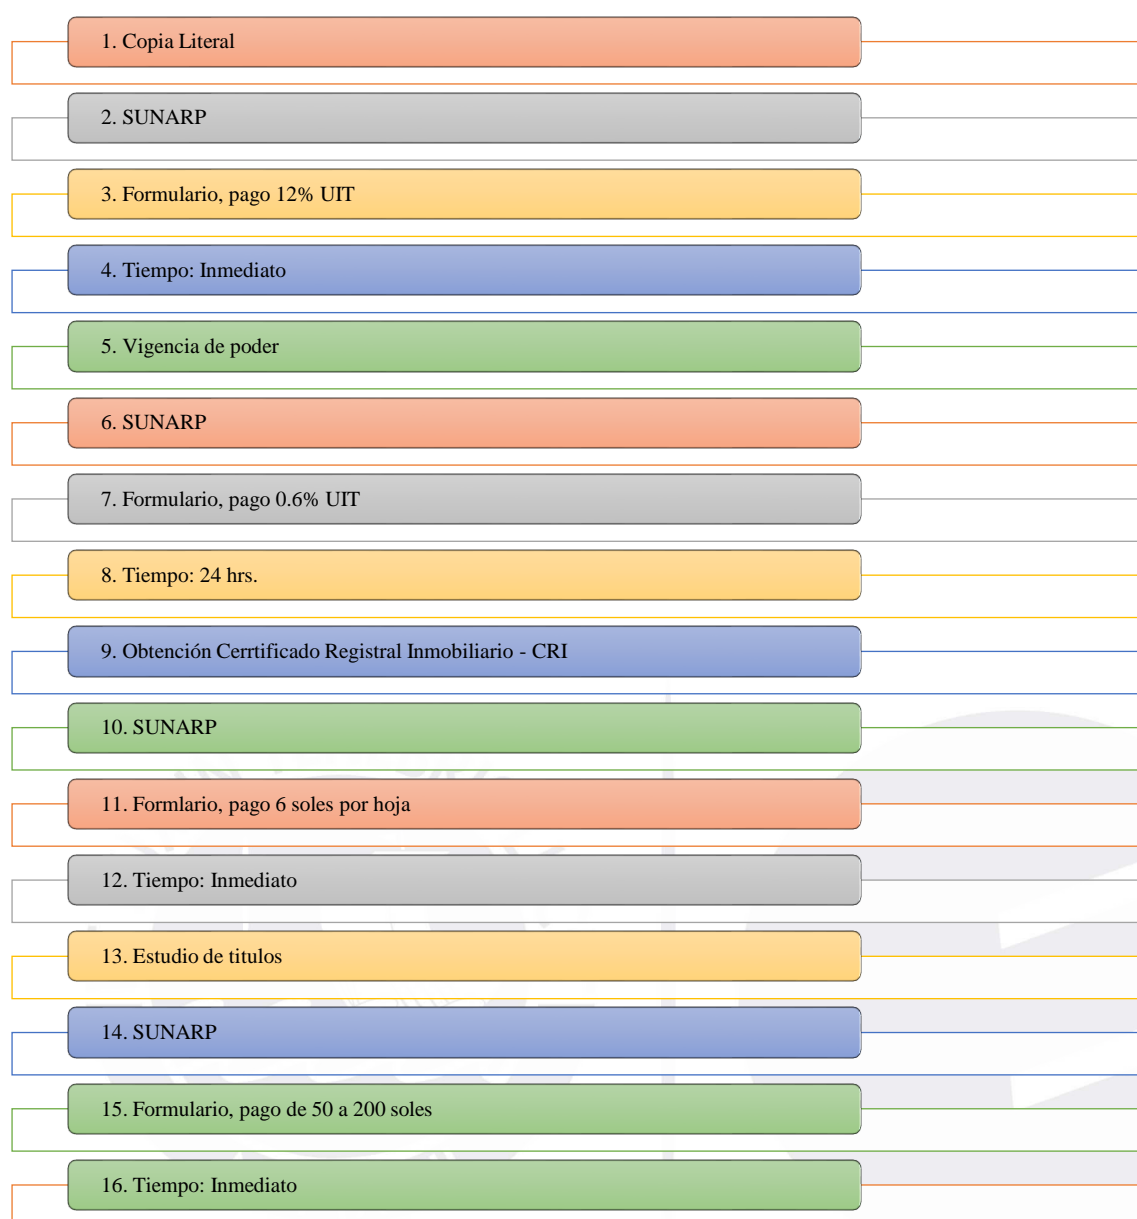 1. Copia Literal
2. SUNARP
3. Formulario, pago 12% UIT
4. Tiempo: Inmediato
5. Vigencia de poder
6. SUNARP
7. Formulario, pago 0.6% UIT
8. Tiempo: 24 hrs.
9. Obtención Cerrtificado Registral Inmobiliario - CRI
10. SUNARP
11. Formlario, pago 6 soles por hoja
12. Tiempo: Inmediato
13. Estudio de titulos
14. SUNARP
15. Formulario, pago de 50 a 200 soles
16. Tiempo: Inmediato